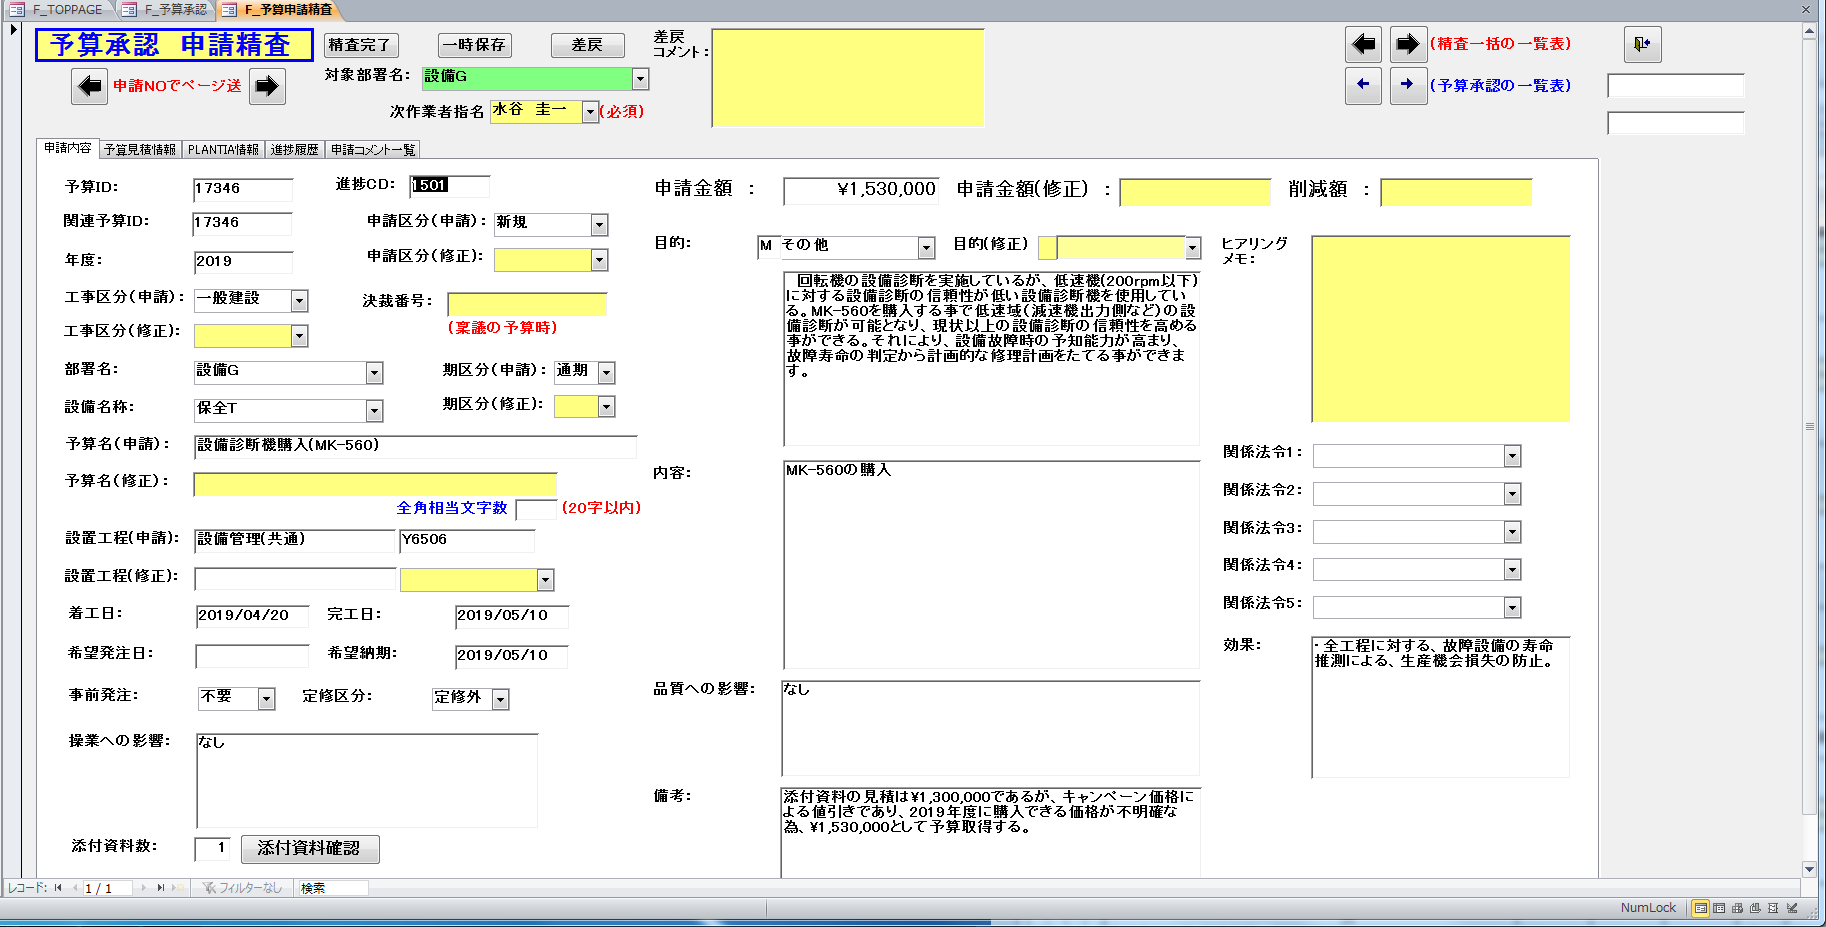 F_TOPPAGE F_予算承認 F_予算申請精査
予算承認 申請精査 精査完了 一時保存 差戻
差戻
コメント：
(精査一括の一覧表)
申請NOでページ送
対象部署名： 設備G
(予算承認の一覧表)
次作業者指名 水谷 圭一 (必須)
申請内容 予算見積情報 PLANTIA情報 進捗履歴 申請コメント一覧
予算ID： 17346
進捗CD： 1501
関連予算ID： 17346
申請区分(申請)： 新規
年度： 2019
申請区分(修正)：
工事区分(申請)： 一般建設
決裁番号：
(稟議の予算時)
工事区分(修正)：
部署名： 設備G
期区分(申請)： 通期
設備名称： 保全T
期区分(修正)：
予算名(申請)： 設備診断機購入(MK-560)
予算名(修正)：
全角相当文字数 (20字以内)
設置工程(申請)： 設備管理(共通) Y6506
設置工程(修正)：
着工日： 2019/04/20 完工日： 2019/05/10
希望発注日： 希望納期： 2019/05/10
事前発注： 不要 定修区分： 定修外
操業への影響： なし
添付資料数： 1 添付資料確認
申請金額 ： ¥1,530,000 申請金額(修正) ： 削減額 ：
目的： M その他 目的(修正)
回転機の設備診断を実施しているが、低速機(200rpm以下)
に対する設備診断の信頼性が低い設備診断機を使用してい
る。MK-560を購入する事で低速域(減速機出力側など)の設
備診断が可能となり、現状以上の設備診断の信頼性を高める
事ができる。それにより、設備故障時の予知能力が高まり、
故障寿命の判定から計画的な修理計画をたてる事ができま
す。
内容： MK-560の購入
品質への影響： なし
備考： 添付資料の見積は¥1,300,000であるが、キャンペーン価格に
よる値引きであり、2019年度に購入できる価格が不明確な
為、¥1,530,000として予算取得する。
ヒアリング
メモ：
関係法令1：
関係法令2：
関係法令3：
関係法令4：
関係法令5：
効果： ・全工程に対する、故障設備の寿命
推測による、生産機会損失の防止。
レコード： 1 / 1 フィルターなし 検索
NumLock